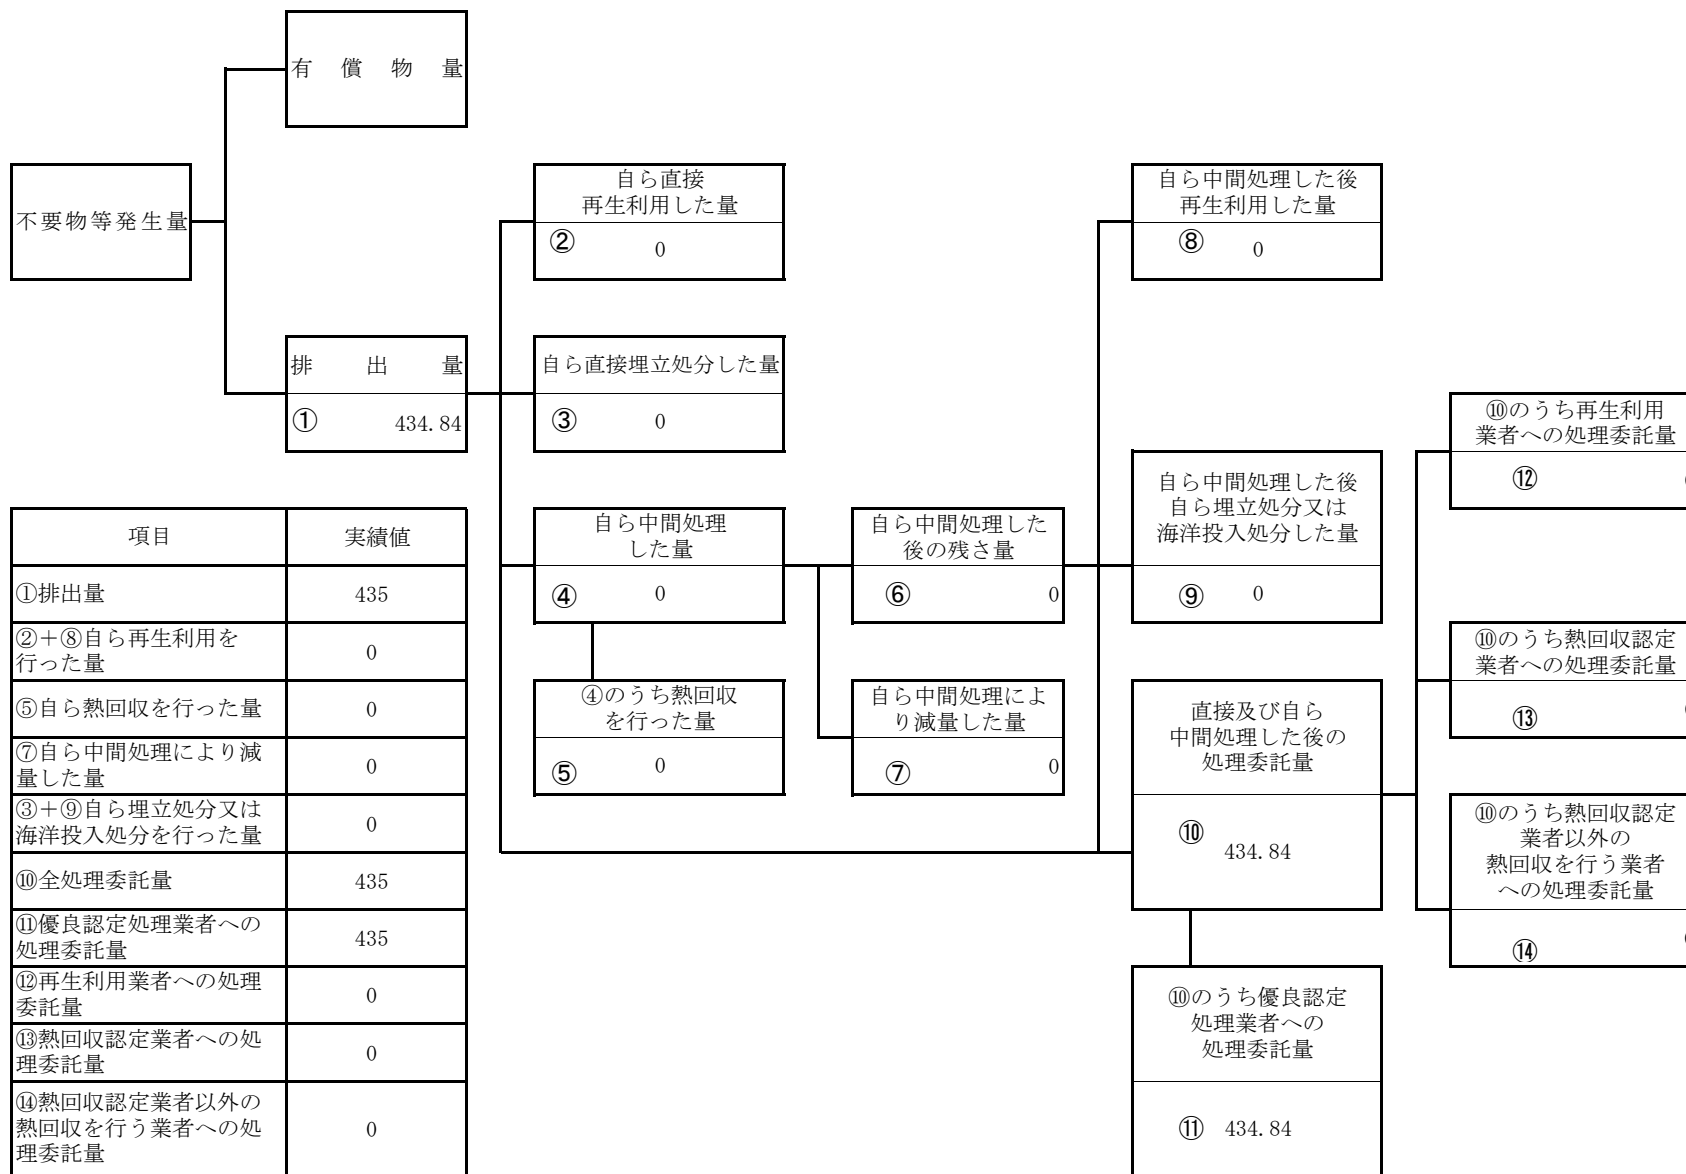 有償物量
不要物等発生量
自ら直接
再生利用した量
② 0
自ら中間処理した後
再生利用した量
⑧ 0
排出量
① 434.84
自ら直接埋立処分した量
③ 0
⑩のうち再生利用
業者への処理委託量
⑫
自ら中間処理した後
自ら埋立処分又は
海洋投入処分した量
⑨ 0
自ら中間処理
した量
④ 0
自ら中間処理した
後の残さ量
⑥ 0
⑩のうち熱回収認定
業者への処理委託量
⑬
④のうち熱回収
を行った量
⑤ 0
自ら中間処理によ
り減量した量
⑦ 0
直接及び自ら
中間処理した後の
処理委託量
⑩ 434.84
⑩のうち熱回収認定
業者以外の
熱回収を行う業者
への処理委託量
⑭
⑩のうち優良認定
処理業者への
処理委託量
⑪ 434.84
項目 実績値
①排出量 435
②＋⑧自ら再生利用を
行った量 0
⑤自ら熱回収を行った量 0
⑦自ら中間処理により減
量した量 0
③＋⑨自ら埋立処分又は
海洋投入処分を行った量 0
⑩全処理委託量 435
⑪優良認定処理業者への
処理委託量 435
⑫再生利用業者への処理
委託量 0
⑬熱回収認定業者への処
理委託量 0
⑭熱回収認定業者以外の
熱回収を行う業者への処
理委託量 0